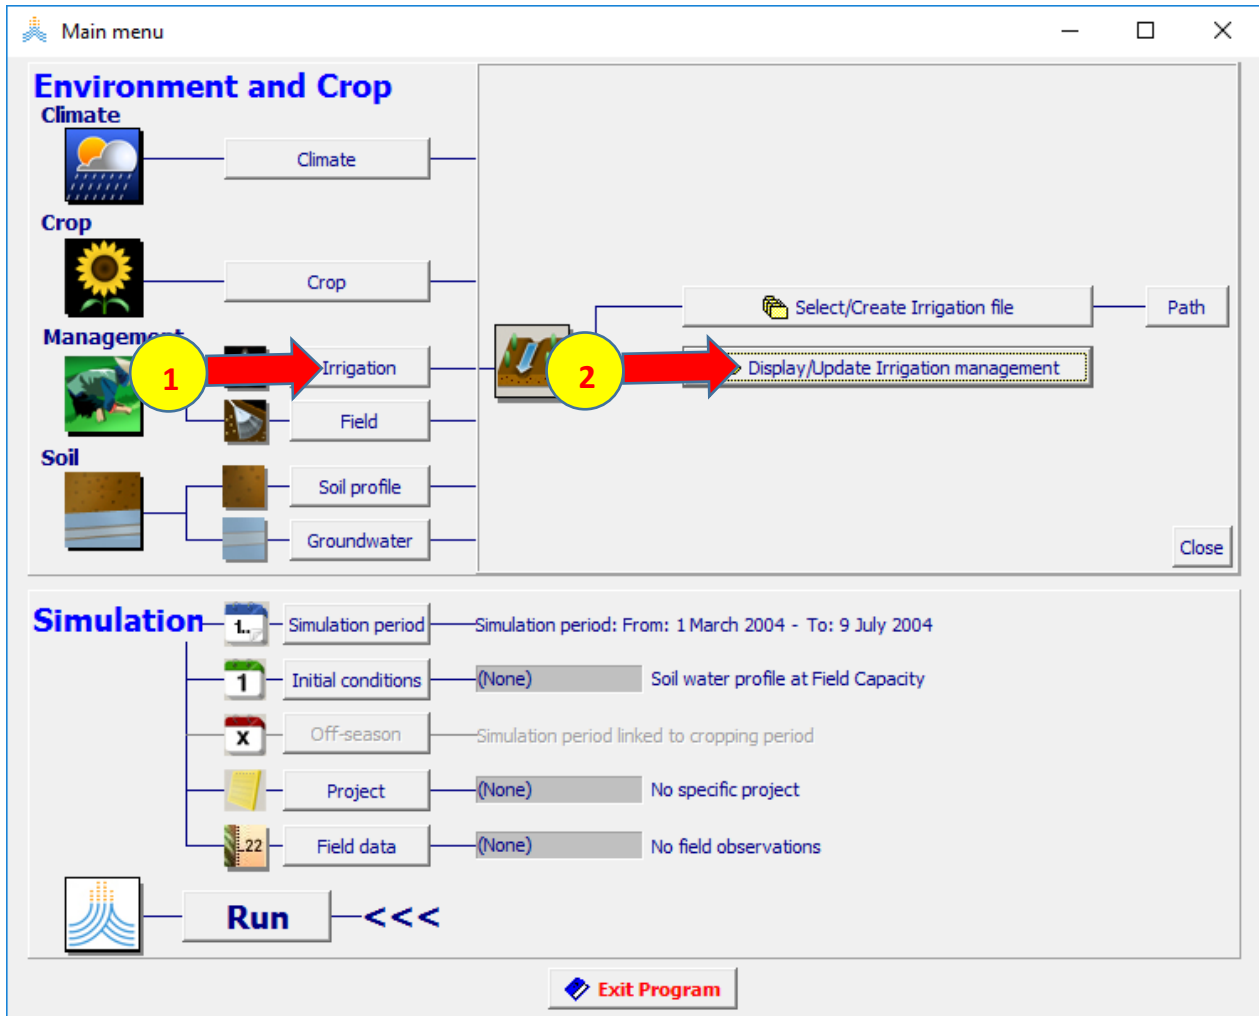 Main menu
Environment and Crop
Climate
Climate
Crop
Crop
Management
1
Irrigation
Field
Soil
Soil profile
Groundwater
Select/Create Irrigation file
Path
2
Display/Update Irrigation management
Close
Simulation
1..
Simulation period
Simulation period: From: 1 March 2004 - To: 9 July 2004
1
Initial conditions
(None)
Soil water profile at Field Capacity
X
Off-season
Simulation period linked to cropping period
Project
(None)
No specific project
.22
Field data
(None)
No field observations
Run
<<<
Exit Program